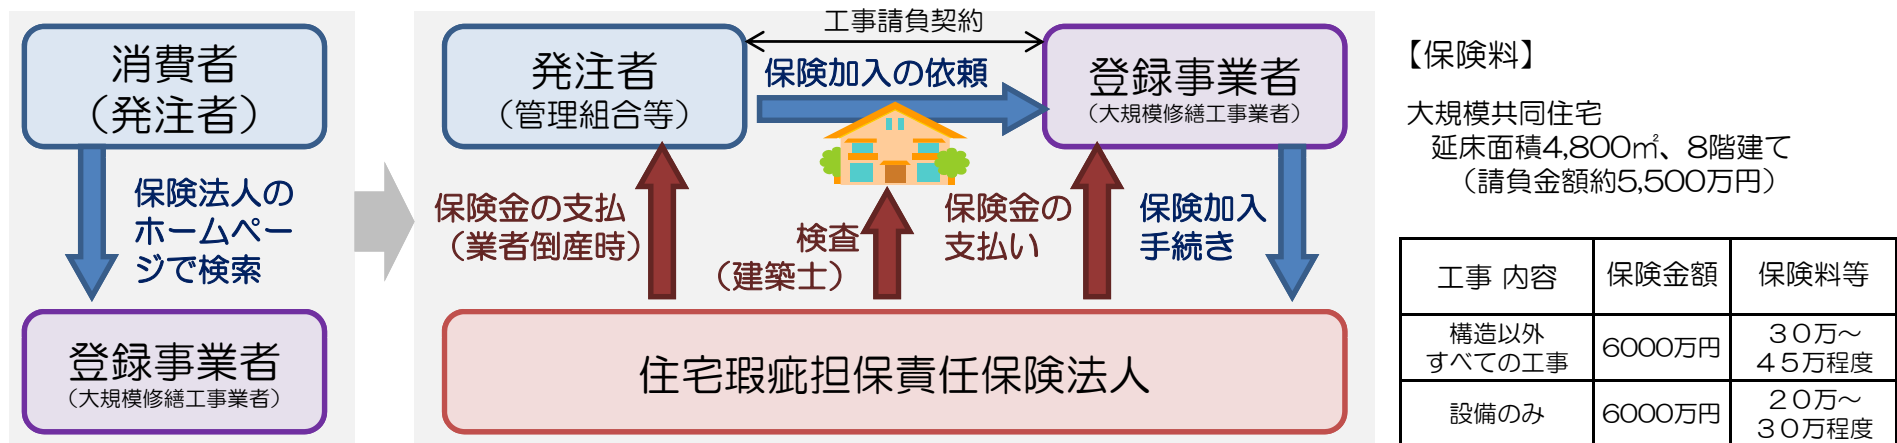 消費者
（発注者）
保険法人の
ホームペー
ジで検索
登録事業者
（大規模修繕工事業者）
工事請負契約
発注者
（管理組合等）
保険加入の依頼
登録事業者
（大規模修繕工事業者）
保険金の支払
（業者倒産時）
検査
（建築士）
保険金の
支払い
保険加入
手続き
住宅瑕疵担保責任保険法人
【保険料】
大規模共同住宅
延床面積4,800㎡、8階建て
（請負金額約5,500万円）
工事 内容 保険金額 保険料等
構造以外
すべての工事
6000万円
３０万～
４５万程度
設備のみ
6000万円
２０万～
３０万程度